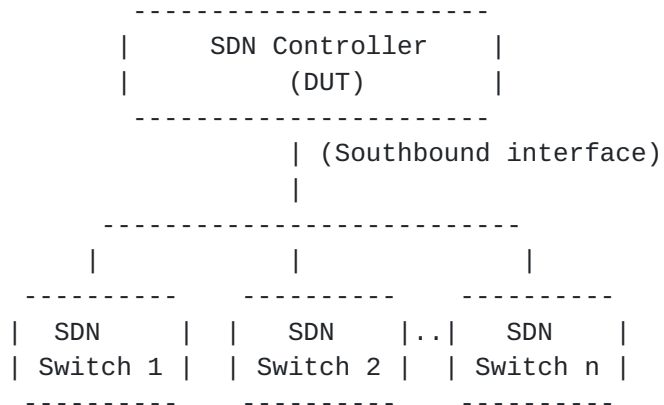 SDN Controller
(DUT)
(Southbound interface)
SDN SDN .. SDN
Switch 1 Switch 2 Switch n